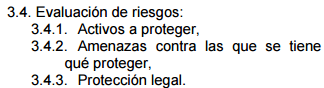 3.4. Evaluación de riesgos:
3.4.1. Activos a proteger,
3.4.2. Amenazas contra las que se tiene
qué proteger,
3.4.3. Protección legal.